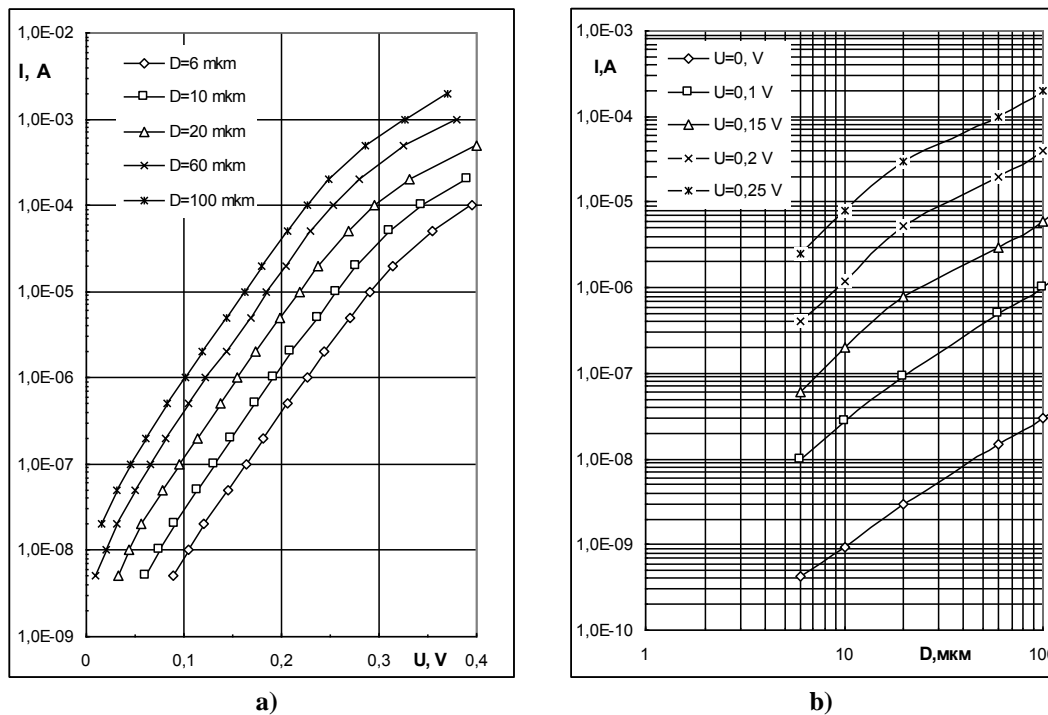 1,0E-02
I, A
D=6 mkm
D=10 mkm
D=20 mkm
D=60 mkm
D=100 mkm
1,0E-03
1,0E-04
1,0E-05
1,0E-06
1,0E-07
1,0E-08
1,0E-09
0 0,1 0,2 0,3 U, V 0,4
a)
1,0E-03
I,A
U=0, V
U=0,1 V
U=0,15 V
U=0,2 V
U=0,25 V
1,0E-04
1,0E-05
1,0E-06
1,0E-07
1,0E-08
1,0E-09
1,0E-10
1 10 D,мкм 100
b)